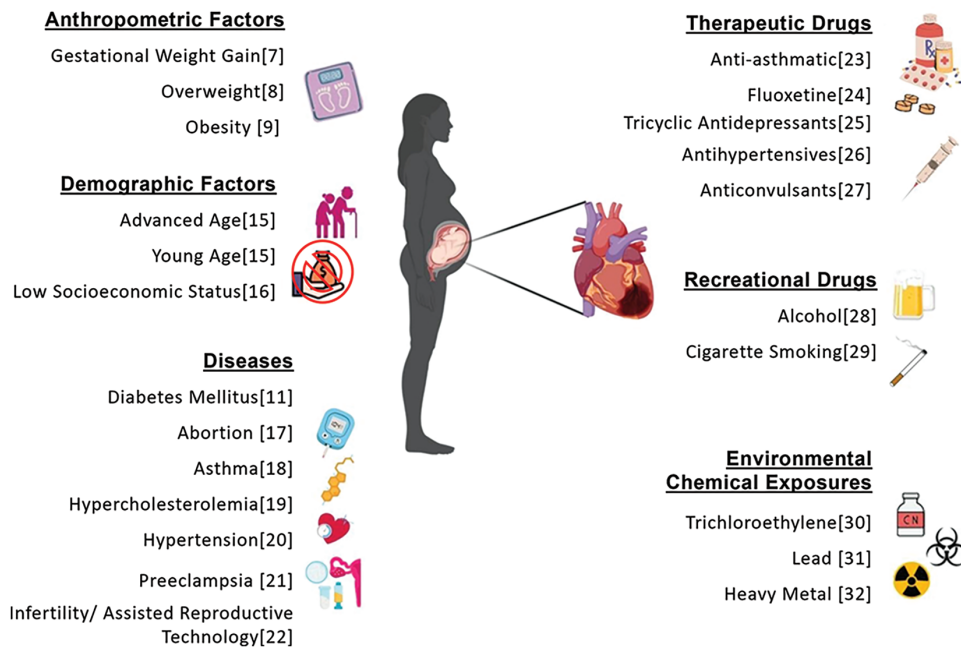 Anthropometric Factors
Gestational Weight Gain[7]
Overweight[8]
Obesity [9]
Demographic Factors
Advanced Age[15]
Young Age[15]
Low Socioeconomic Status[16]
Diseases
Diabetes Mellitus[11]
Abortion [17]
Asthma[18]
Hypercholesterolemia[19]
Hypertension[20]
Preeclampsia [21]
Infertility/ Assisted Reproductive
Technology[22]
Therapeutic Drugs
Anti-asthmatic[23]
Fluoxetine[24]
Tricyclic Antidepressants[25]
Antihypertensives[26]
Anticonvulsants[27]
Rx
Recreational Drugs
Alcohol[28]
Cigarette Smoking[29]
Environmental
Chemical Exposures
Trichloroethylene[30]
Lead [31]
Heavy Metal [32]
CN
$